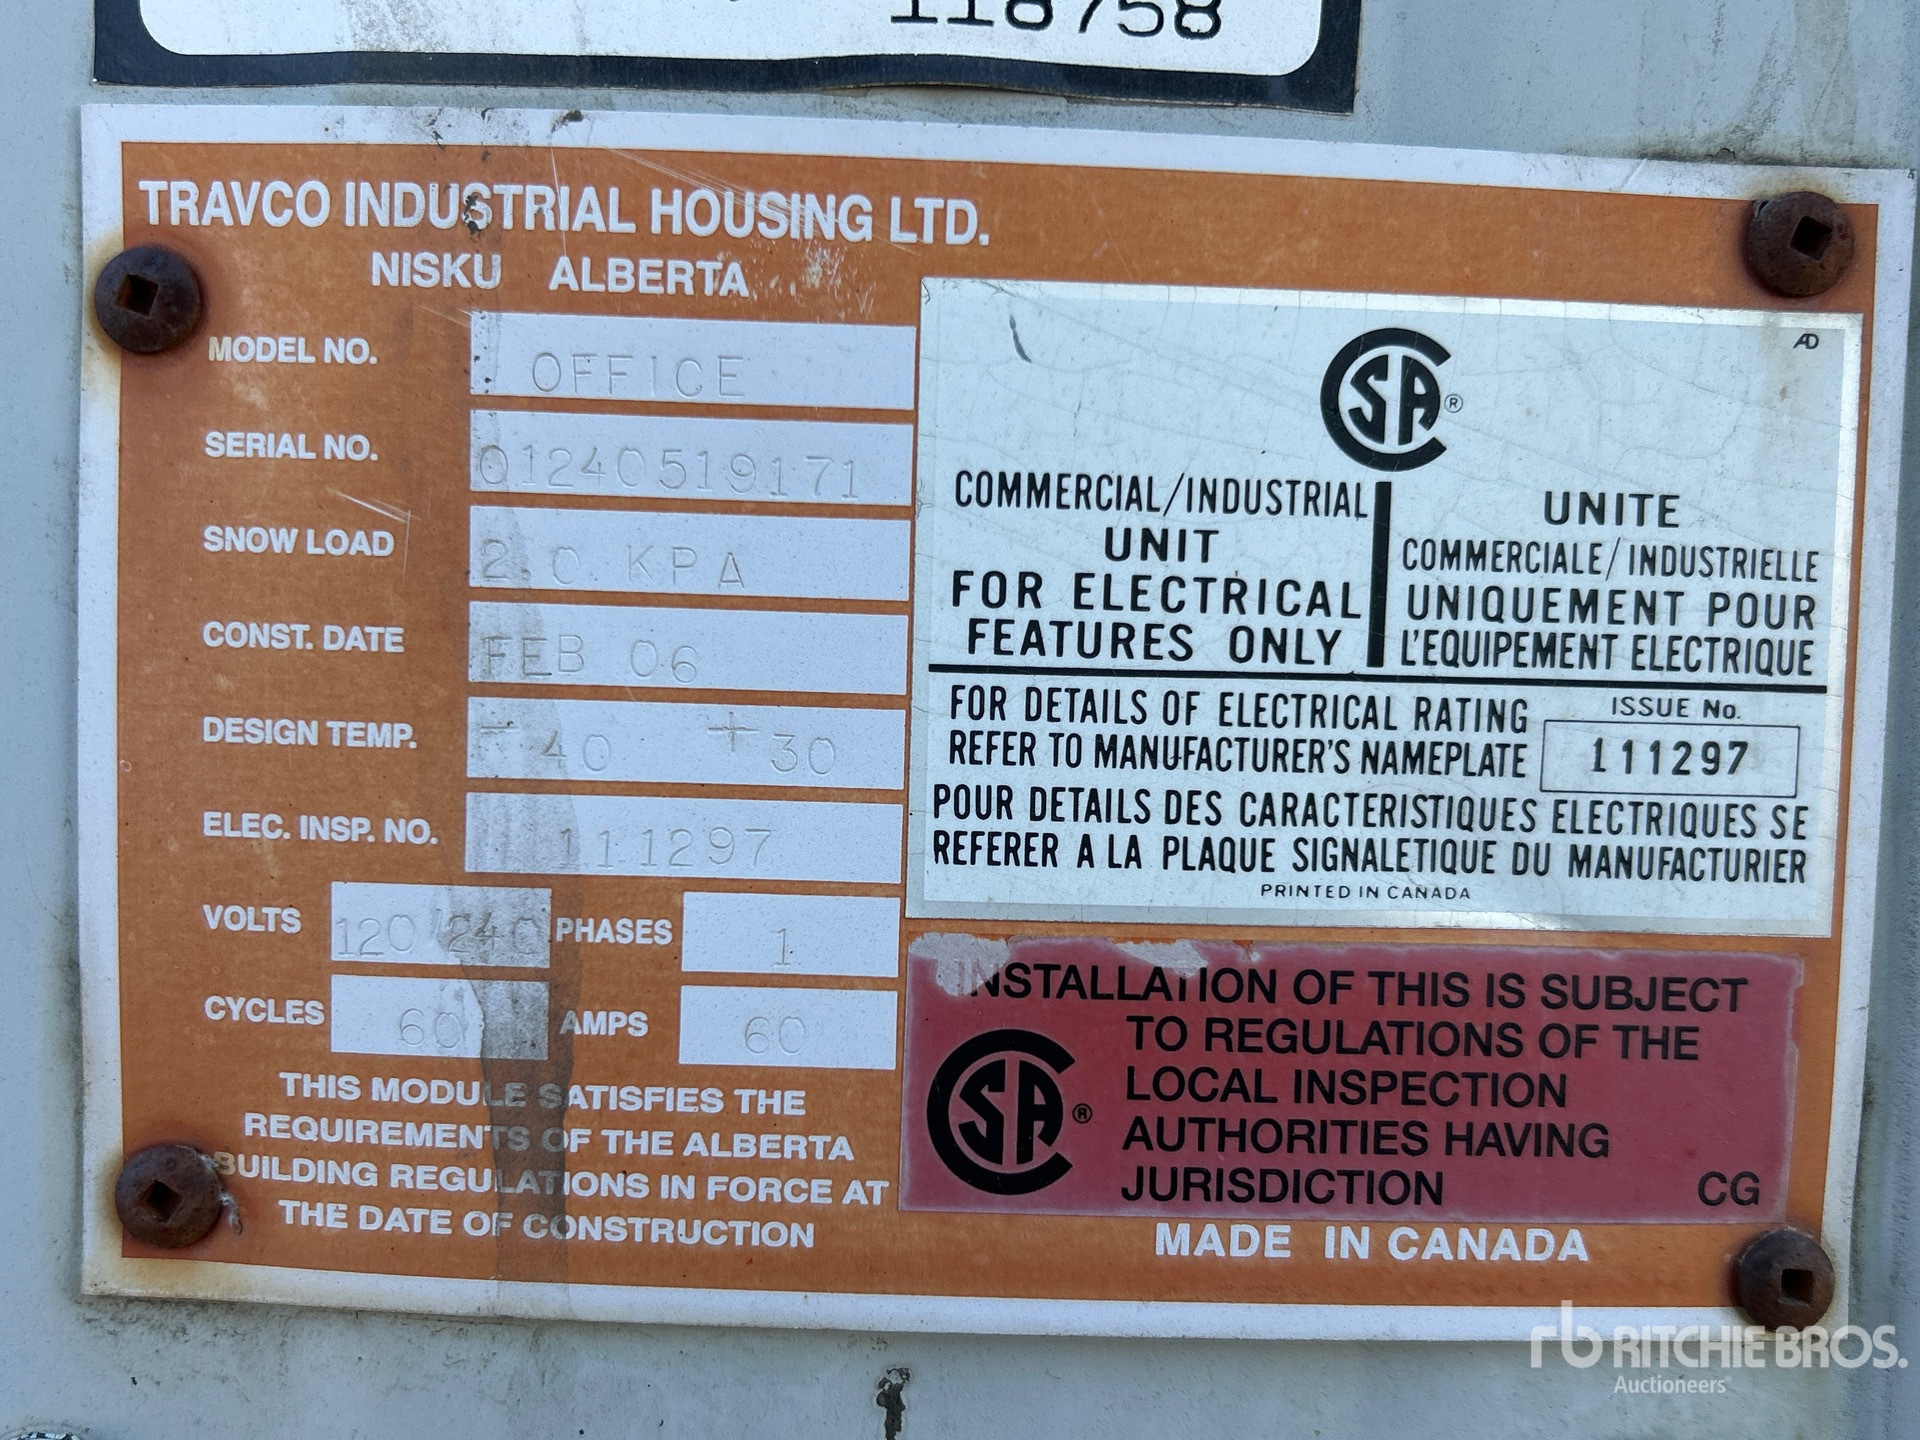 118758
TRAVCO INDUSTRIAL HOUSING LTD.
NISKU ALBERTA
MODEL NO. OFFICE
SERIAL NO. 01240519171
SNOW LOAD 2.0 KPA
CONST. DATE FEB 06
DESIGN TEMP. -40 +30
ELEC. INSP. NO. 111297
VOLTS 120/240 PHASES 1
CYCLES 60 AMPS 60
THIS MODULE SATISFIES THE
REQUIREMENTS OF THE ALBERTA
BUILDING REGULATIONS IN FORCE AT
THE DATE OF CONSTRUCTION
AD
CSA ®
COMMERCIAL/INDUSTRIAL
UNIT
FOR ELECTRICAL
FEATURES ONLY
UNITE
COMMERCIALE/INDUSTRIELLE
UNIQUEMENT POUR
L'EQUIPEMENT ELECTRIQUE
FOR DETAILS OF ELECTRICAL RATING
REFER TO MANUFACTURER'S NAMEPLATE
ISSUE No.
111297
POUR DETAILS DES CARACTERISTIQUES ELECTRIQUES SE
REFERER A LA PLAQUE SIGNALETIQUE DU MANUFACTURIER
PRINTED IN CANADA
INSTALLATION OF THIS IS SUBJECT
TO REGULATIONS OF THE
LOCAL INSPECTION
AUTHORITIES HAVING
JURISDICTION CG
CSA ®
MADE IN CANADA
rb RITCHIE BROS.
Auctioneers